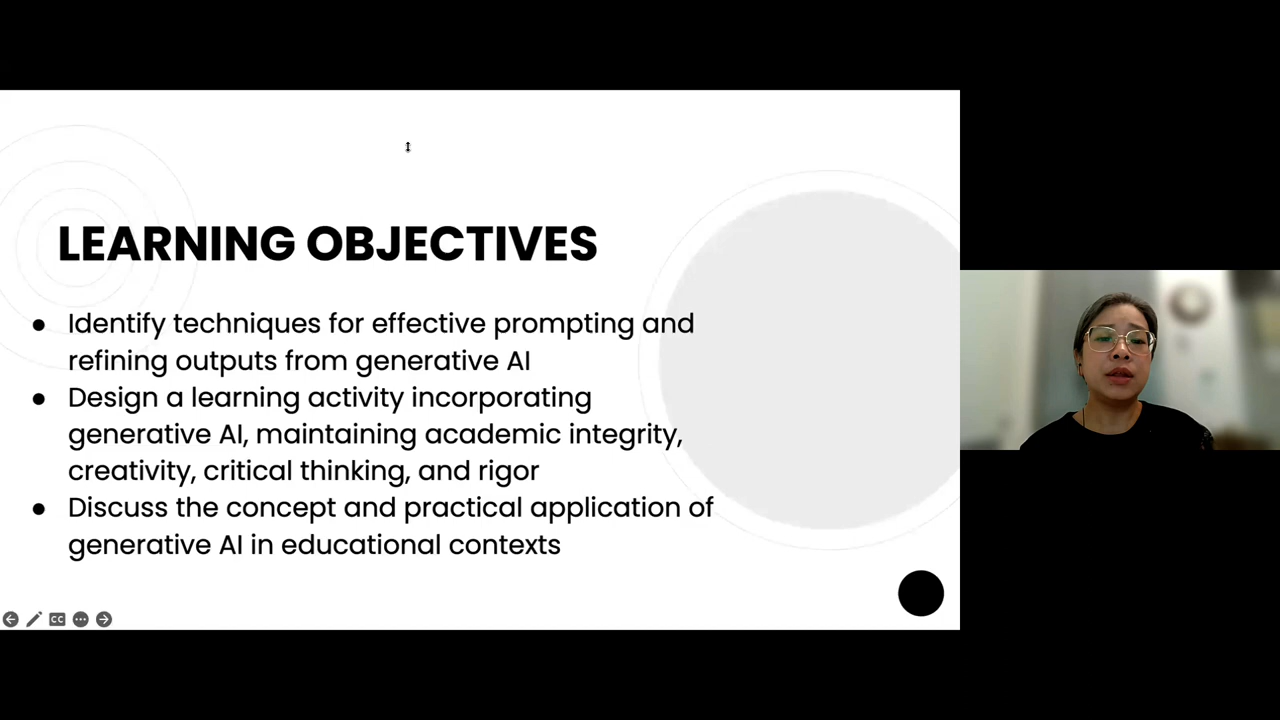 LEARNING OBJECTIVES
● Identify techniques for effective prompting and
refining outputs from generative AI
● Design a learning activity incorporating
generative AI, maintaining academic integrity,
creativity, critical thinking, and rigor
● Discuss the concept and practical application of
generative AI in educational contexts
CC